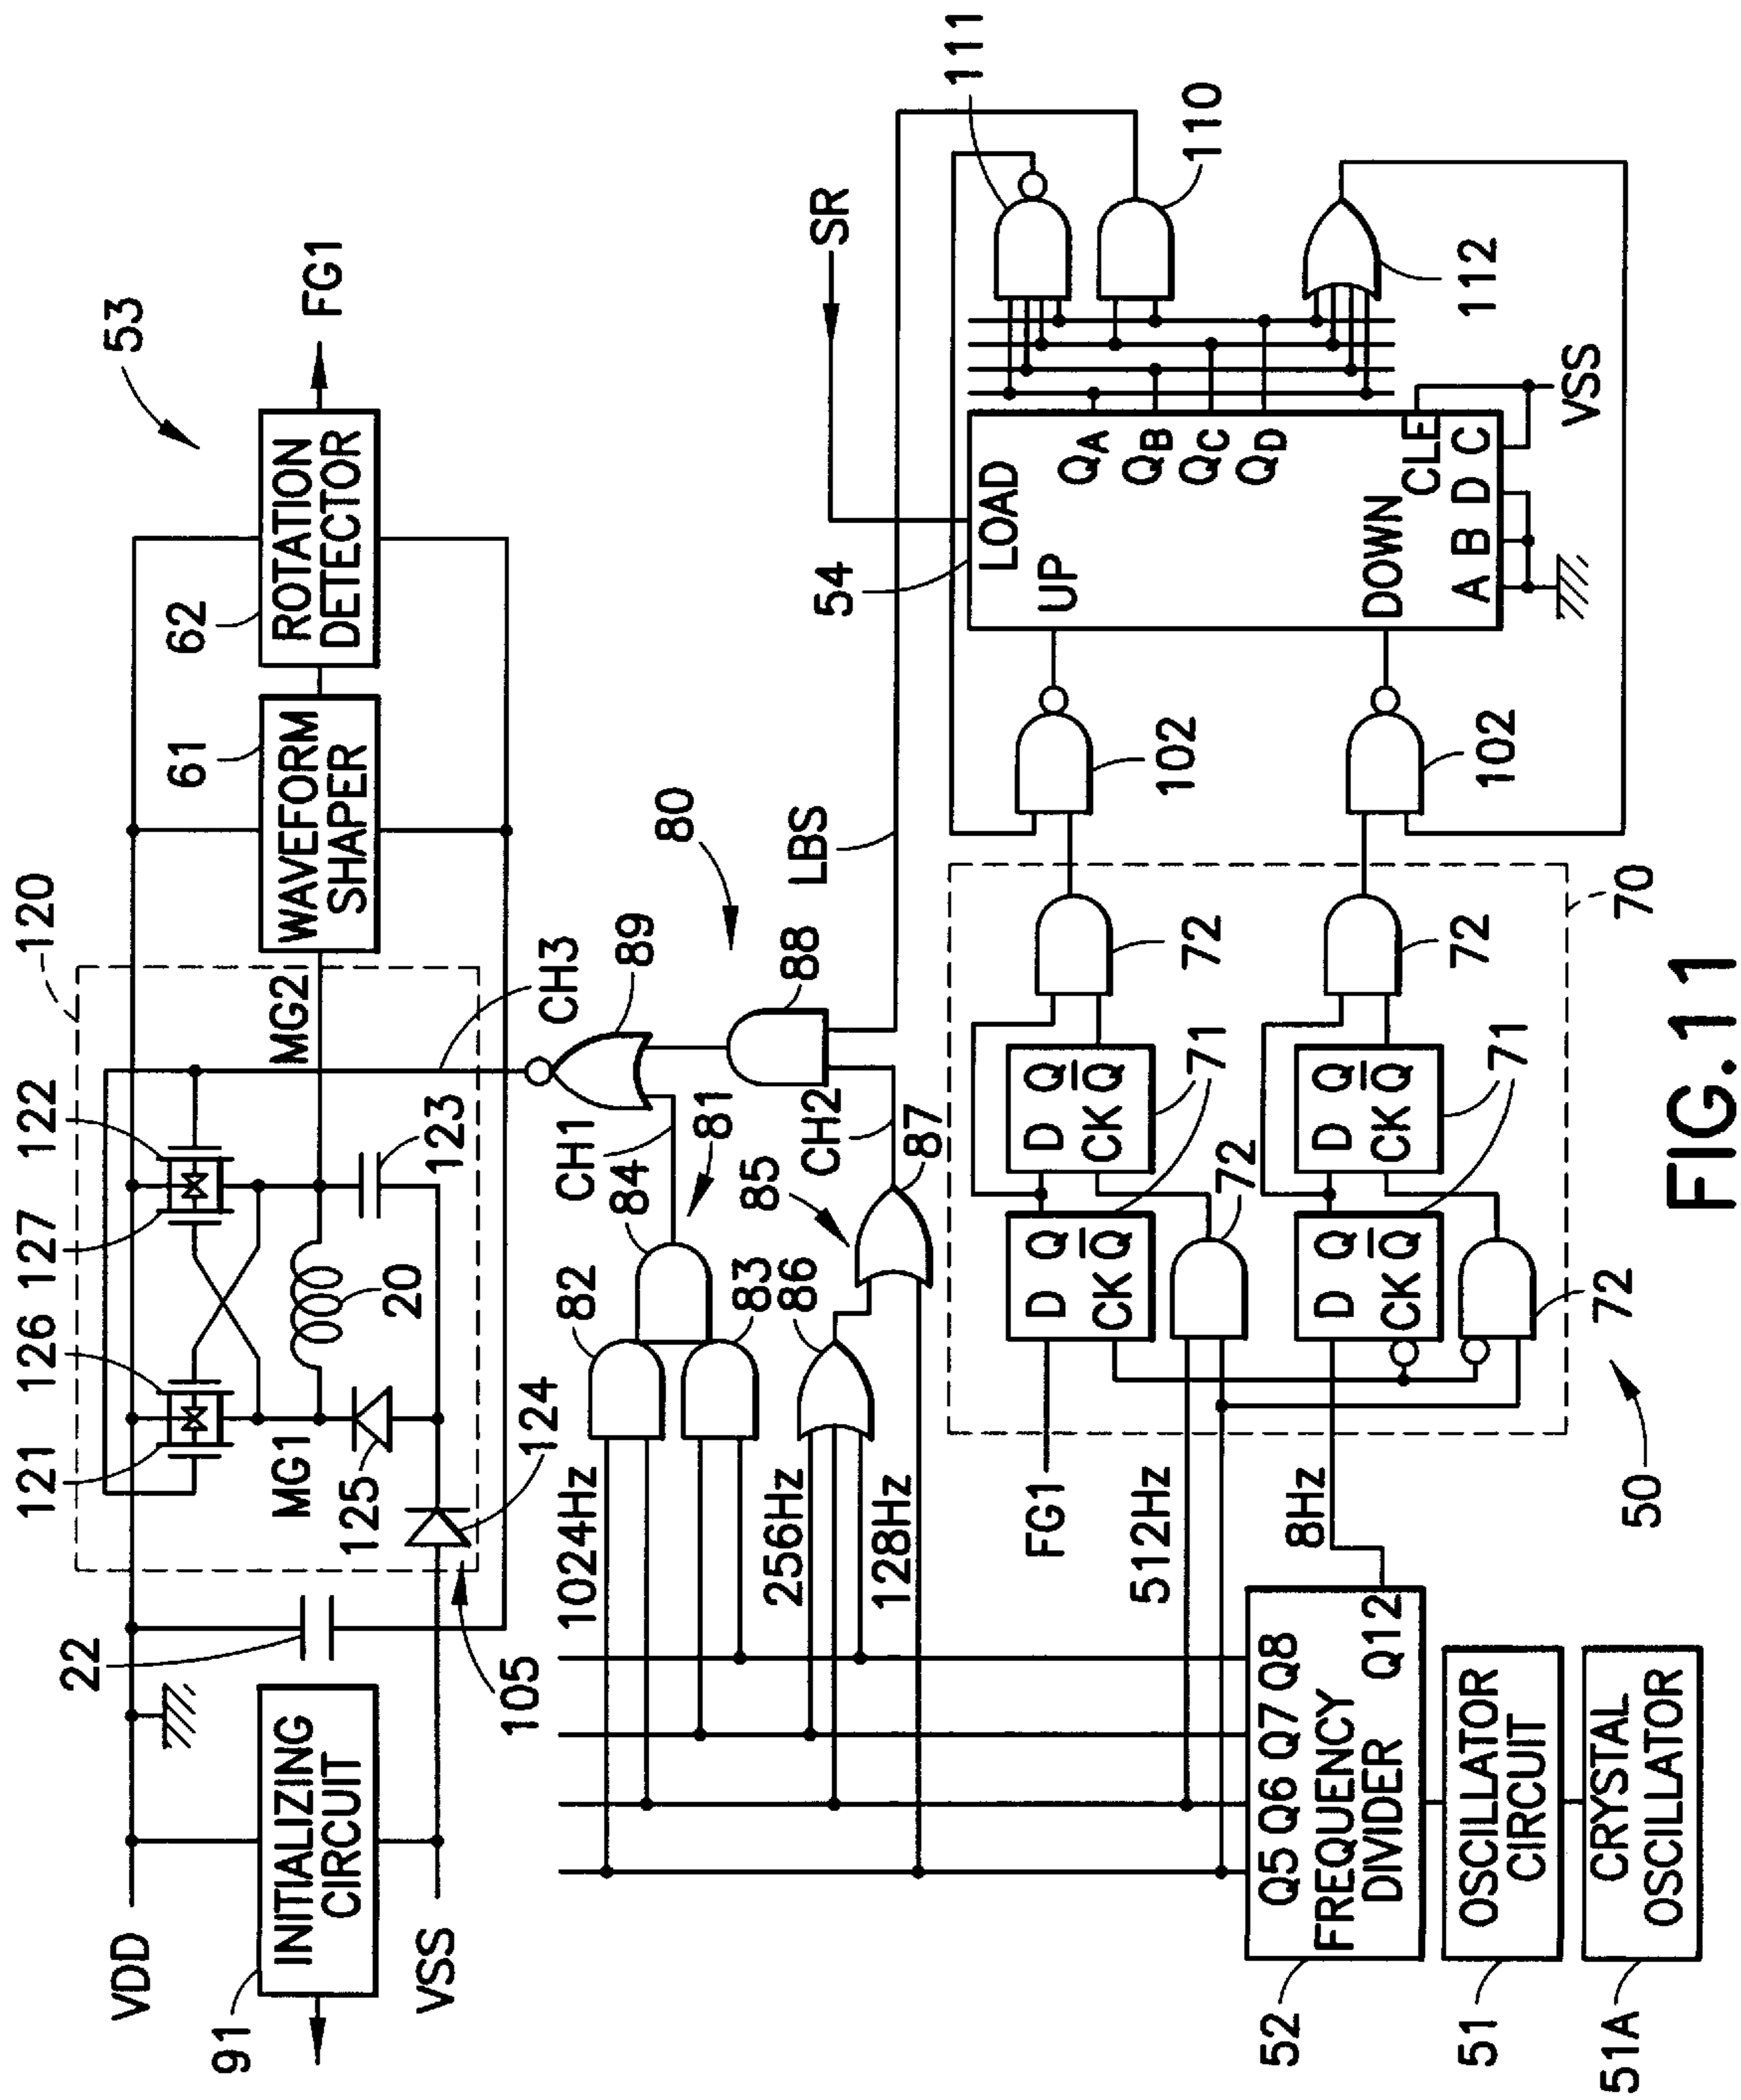 120
121
126
127
122
53
VDD
MG2
FG1
22
91
INITIALIZING
CIRCUIT
MG1
20
123
61
WAVEFORM
SHAPER
62
ROTATION
DETECTOR
VSS
125
124
105
CH3
1024Hz
82
84
CH1
81
89
80
256Hz
83
86
85
CH2
88
LBS
SR
111
128Hz
87
54
LOAD
UP
QA
QB
QC
QD
DOWN
CLE
A B D C
110
112
VSS
FG1
D Q
CK Q
D Q
CK Q
71
72
72
102
512Hz
8Hz
D Q
CK Q
D Q
CK Q
71
72
72
102
70
50
52
Q5 Q6 Q7 Q8
FREQUENCY
DIVIDER
Q12
51
OSCILLATOR
CIRCUIT
51A
CRYSTAL
OSCILLATOR
FIG.11